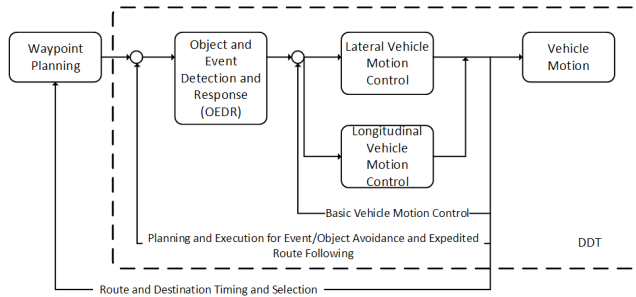 Waypoint
Planning
Object and
Event
Detection and
Response
(OEDR)
Lateral Vehicle
Motion
Control
Longitudinal
Vehicle
Motion
Control
Vehicle
Motion
Basic Vehicle Motion Control
Planning and Execution for Event/Object Avoidance and Expedited
Route Following
DDT
Route and Destination Timing and Selection